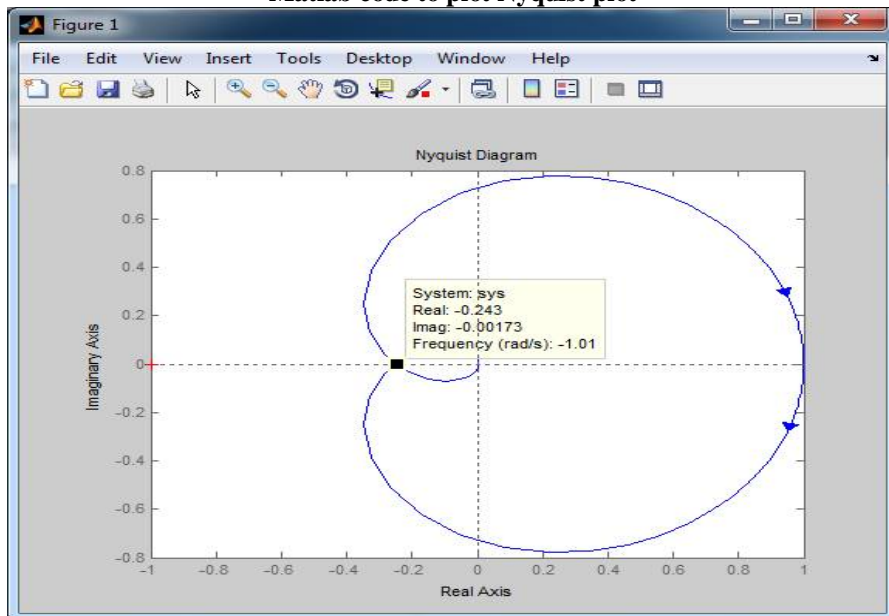 Matlab code to plot Nyquist plot
Figure 1
File Edit View Insert Tools Desktop Window Help
Nyquist Diagram
0.8
0.6
0.4
0.2
0
-0.2
-0.4
-0.6
-0.8
Imaginary Axis
System: sys
Real: -0.243
Imag: -0.00173
Frequency (rad/s): -1.01
-1 -0.8 -0.6 -0.4 -0.2 0 0.2 0.4 0.6 0.8 1
Real Axis